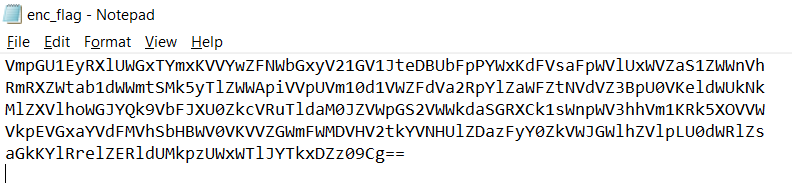 enc_flag - Notepad
File Edit Format View Help
VmpGU1EyRXlUWGxTYmxKVVYwZFNWbGxyV21GV1JteDBUbFpPYWxKdFVsaFpWVlUxWVZaS1ZWWnVh
RmRXZWtab1dWWmtSMk5yTlZWWApiVVpUVm10d1VWZFdVa2RpYlZaWFZtNVdVZ3BpU0VKeldWUkNk
MlZXVlhoWGJYQk9VbFJXU0ZkcVRuTldaM0JZVWpGS2VWWkdaSGRXCk1sWnpWV3hhVm1KRk5XOVVW
VkpEVGxaYVdFMVhSbHBWV0VKVVZGWmFWMDVHV2tkYVNHUlZDazFyY0ZkVWJGWlhZVlpLU0dWRlZs
aGkKYlRrelZERldUMkpzUWxWTlJYTkxDZz09Cg==